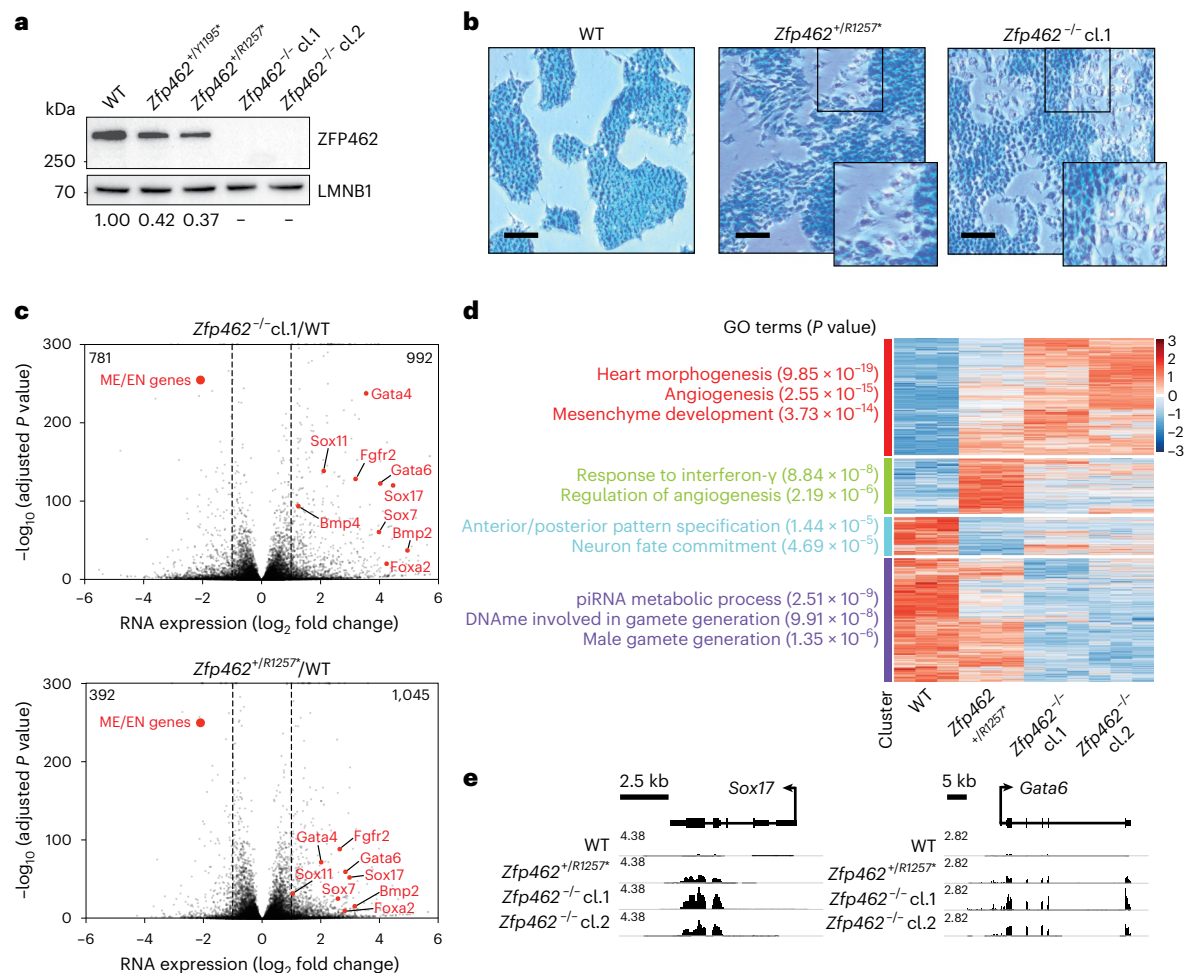 a
WT
Zfp462+/Y1195*
Zfp462+/R1257*
Zfp462−/− cl.1
Zfp462−/− cl.2
kDa
250
70
ZFP462
LMNB1
1.00 0.42 0.37 – –
b
WT
Zfp462+/R1257*
Zfp462−/− cl.1
c
Zfp462−/− cl.1/WT
781
992
ME/EN genes
Gata4
Sox11
Fgfr2
Gata6
Sox17
Bmp4
Sox7
Bmp2
Foxa2
300
200
100
0
−log10 (adjusted P value)
−6 −4 −2 0 2 4 6
RNA expression (log2 fold change)
Zfp462+/R1257*/WT
392
1,045
ME/EN genes
Gata4
Fgfr2
Gata6
Sox11
Sox17
Sox7
Bmp2
Foxa2
300
200
100
0
−log10 (adjusted P value)
−6 −4 −2 0 2 4 6
RNA expression (log2 fold change)
d
GO terms (P value)
Heart morphogenesis (9.85 × 10−19)
Angiogenesis (2.55 × 10−15)
Mesenchyme development (3.73 × 10−14)
Response to interferon-γ (8.84 × 10−8)
Regulation of angiogenesis (2.19 × 10−6)
Anterior/posterior pattern specification (1.44 × 10−5)
Neuron fate commitment (4.69 × 10−5)
piRNA metabolic process (2.51 × 10−9)
DNAme involved in gamete generation (9.91 × 10−8)
Male gamete generation (1.35 × 10−6)
3
2
1
0
−1
−2
−3
Cluster
WT
Zfp462
+/R1257*
Zfp462−/−
cl.1
Zfp462−/−
cl.2
e
2.5 kb
Sox17
WT 4.38
Zfp462+/R1257* 4.38
Zfp462−/− cl.1 4.38
Zfp462−/− cl.2 4.38
5 kb
Gata6
WT 2.82
Zfp462+/R1257* 2.82
Zfp462−/− cl.1 2.82
Zfp462−/− cl.2 2.82